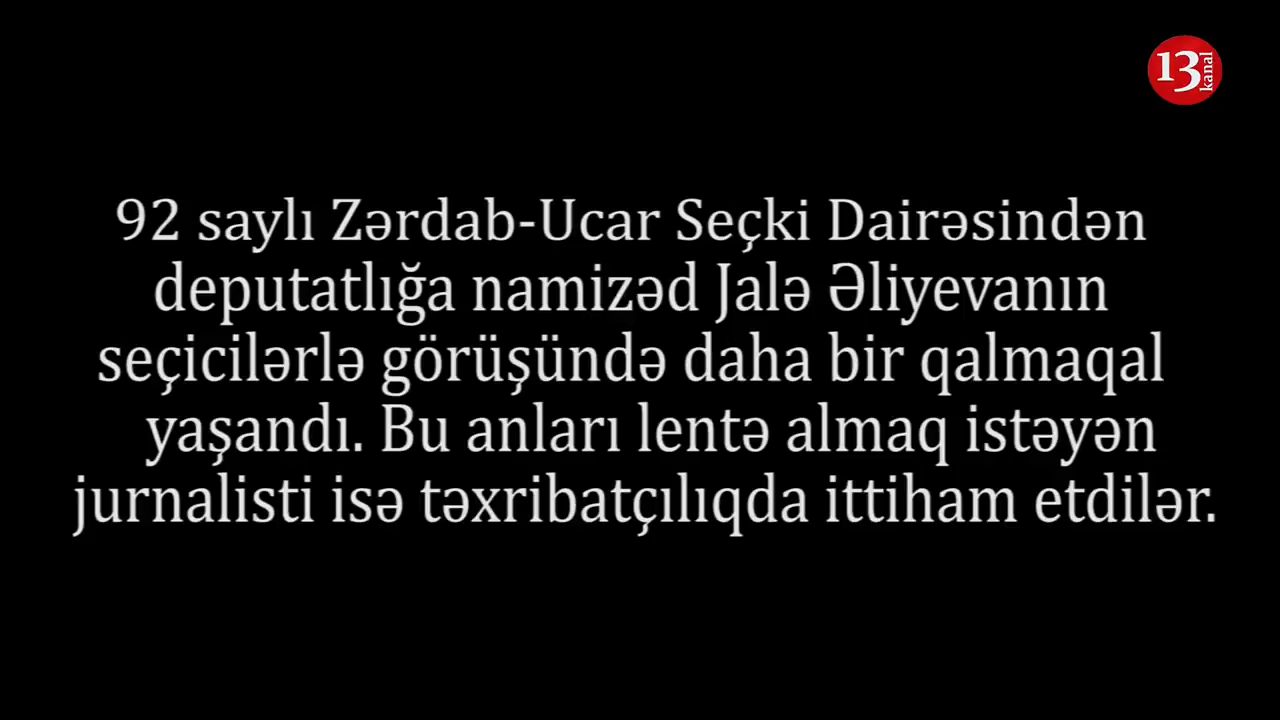 13 kanal
92 saylı Zərdab-Ucar Seçki Dairəsindən
deputatlığa namizəd Jalə Əliyevanın
seçicilərlə görüşündə daha bir qalmaqal
yaşandı. Bu anları lentə almaq istəyən
jurnalisti isə təxribatçılıqda ittiham etdilər.